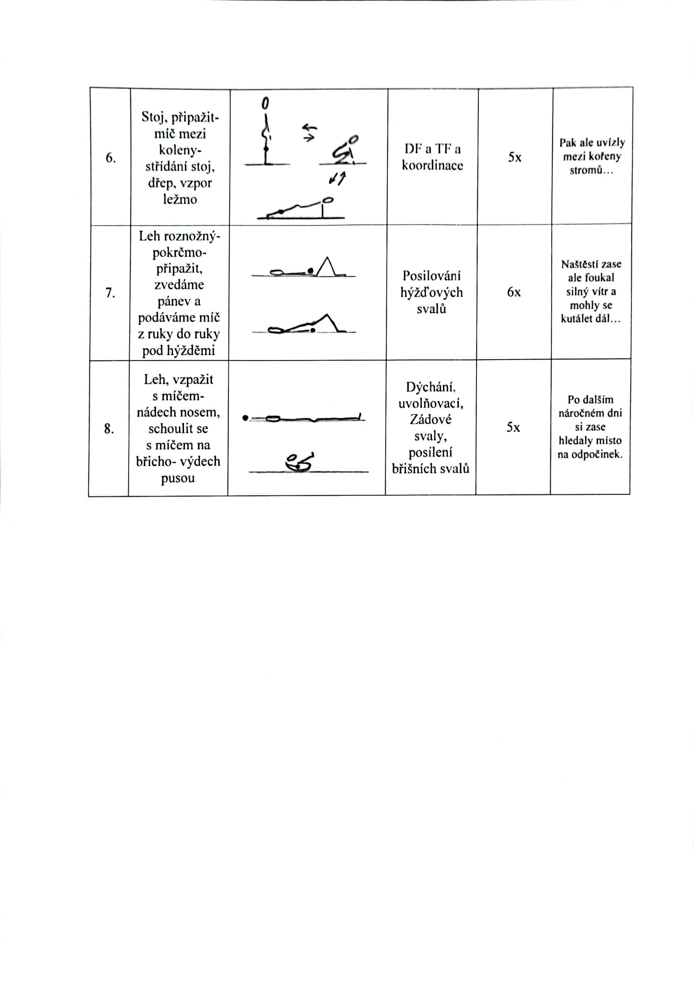 6.
Stoj, připažit-
míč mezi
koleny-
střídání stoj,
dřep, vzpor
ležmo
DF a TF a
koordinace
5x
Pak ale uvízly
mezi kořeny
stromů...
7.
Leh roznožný-
pokrčmo-
připažit,
zvedáme
pánev a
podáváme míč
z ruky do ruky
pod hýžděmi
Posilování
hýžďových
svalů
6x
Naštěstí zase
ale foukal
silný vítr a
mohly se
kutálet dál...
8.
Leh, vzpažit
s míčem-
nádech nosem,
schoulit se
s míčem na
břicho- výdech
pusou
Dýchání,
uvolňovací,
Zádové
svaly,
posílení
břišních svalů
5x
Po dalším
náročném dni
si zase
hledaly místo
na odpočinek.